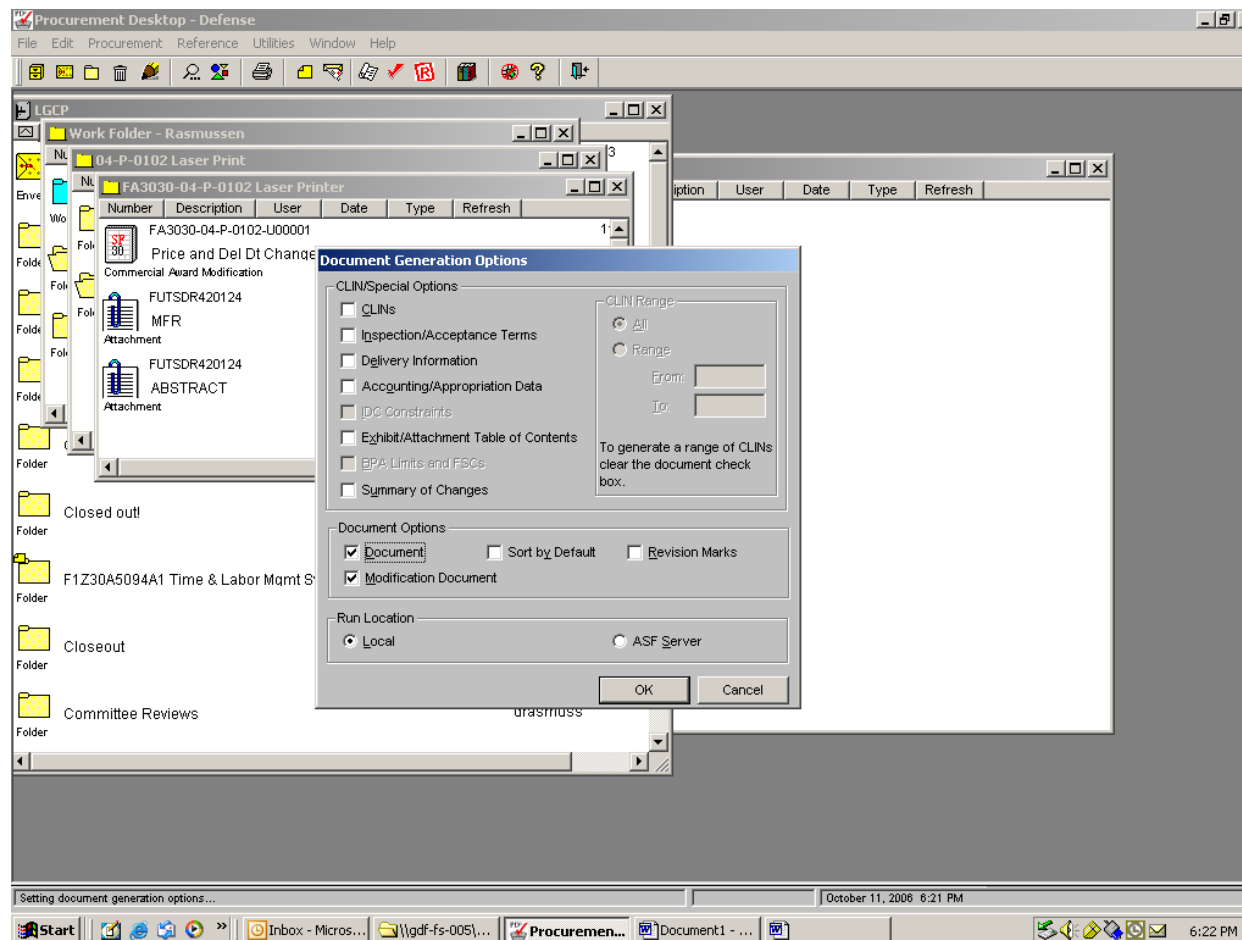 Procurement Desktop - Defense
File Edit Procurement Reference Utilities Window Help
LGCP
Work Folder - Rasmussen
04-P-0102 Laser Print
FA3030-04-P-0102 Laser Printer
Number Description User Date Type Refresh
FA3030-04-P-0102-U00001
Price and Del Dt Change
Commercial Award Modification
FUTSDR420124
MFR
Attachment
FUTSDR420124
ABSTRACT
Attachment
User Date Type Refresh
Folder
Closed out!
Folder
F1Z30A5094A1 Time & Labor Mqmt S
Folder
Closeout
Folder
Committee Reviews
Folder
Document Generation Options
CLIN/Special Options
CLINs
Inspection/Acceptance Terms
Delivery Information
Accounting/Appropriation Data
IDC Constraints
Exhibit/Attachment Table of Contents
BPA Limits and FSCs
Summary of Changes
CLIN Range
All
Range
From:
To:
To generate a range of CLINs
clear the document check
box.
Document Options
Document Sort by Default Revision Marks
Modification Document
Run Location
Local ASF Server
OK Cancel
Setting document generation options...
October 11, 2006 6:21 PM
Start
Inbox - Micros...
\\gdf-fs-005\...
Procuremen...
Document1 - ...
6:22 PM